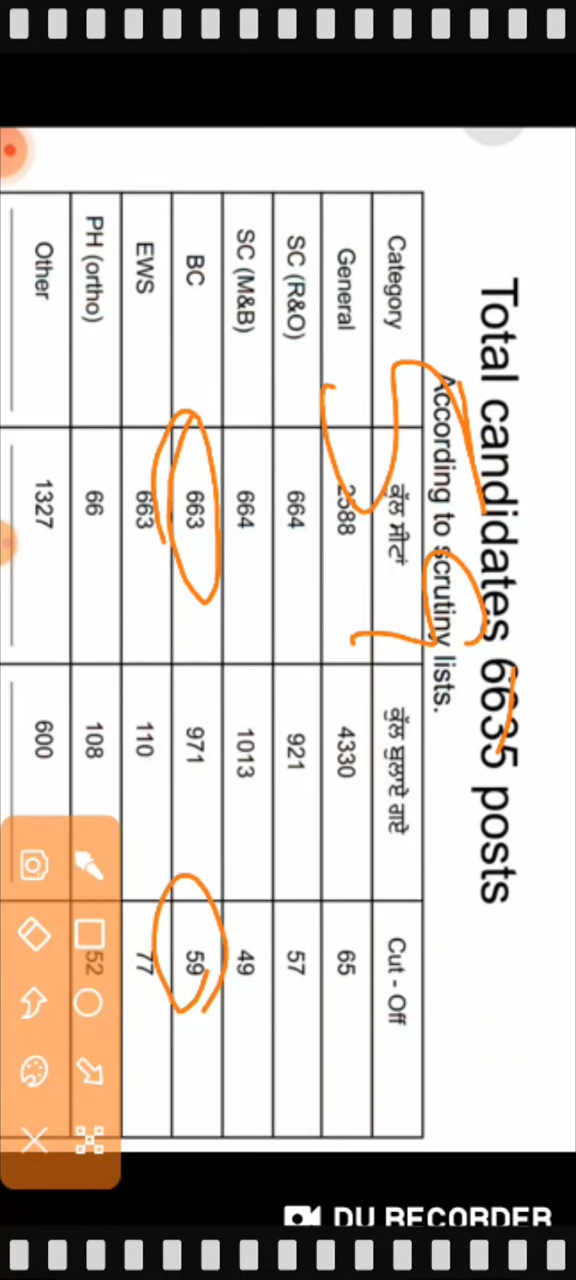 Total candidates 6635 posts
According to scrutiny lists.
Category ਕੁੱਲ ਸੀਟਾਂ ਕੁੱਲ ਬੁਲਾਏ ਗਏ Cut - Off
General 2588 4330 65
SC (R&O) 664 921 57
SC (M&B) 664 1013 49
BC 663 971 59
EWS 663 110 77
PH (ortho) 66 108 52
Other 1327 600
DU RECORDER